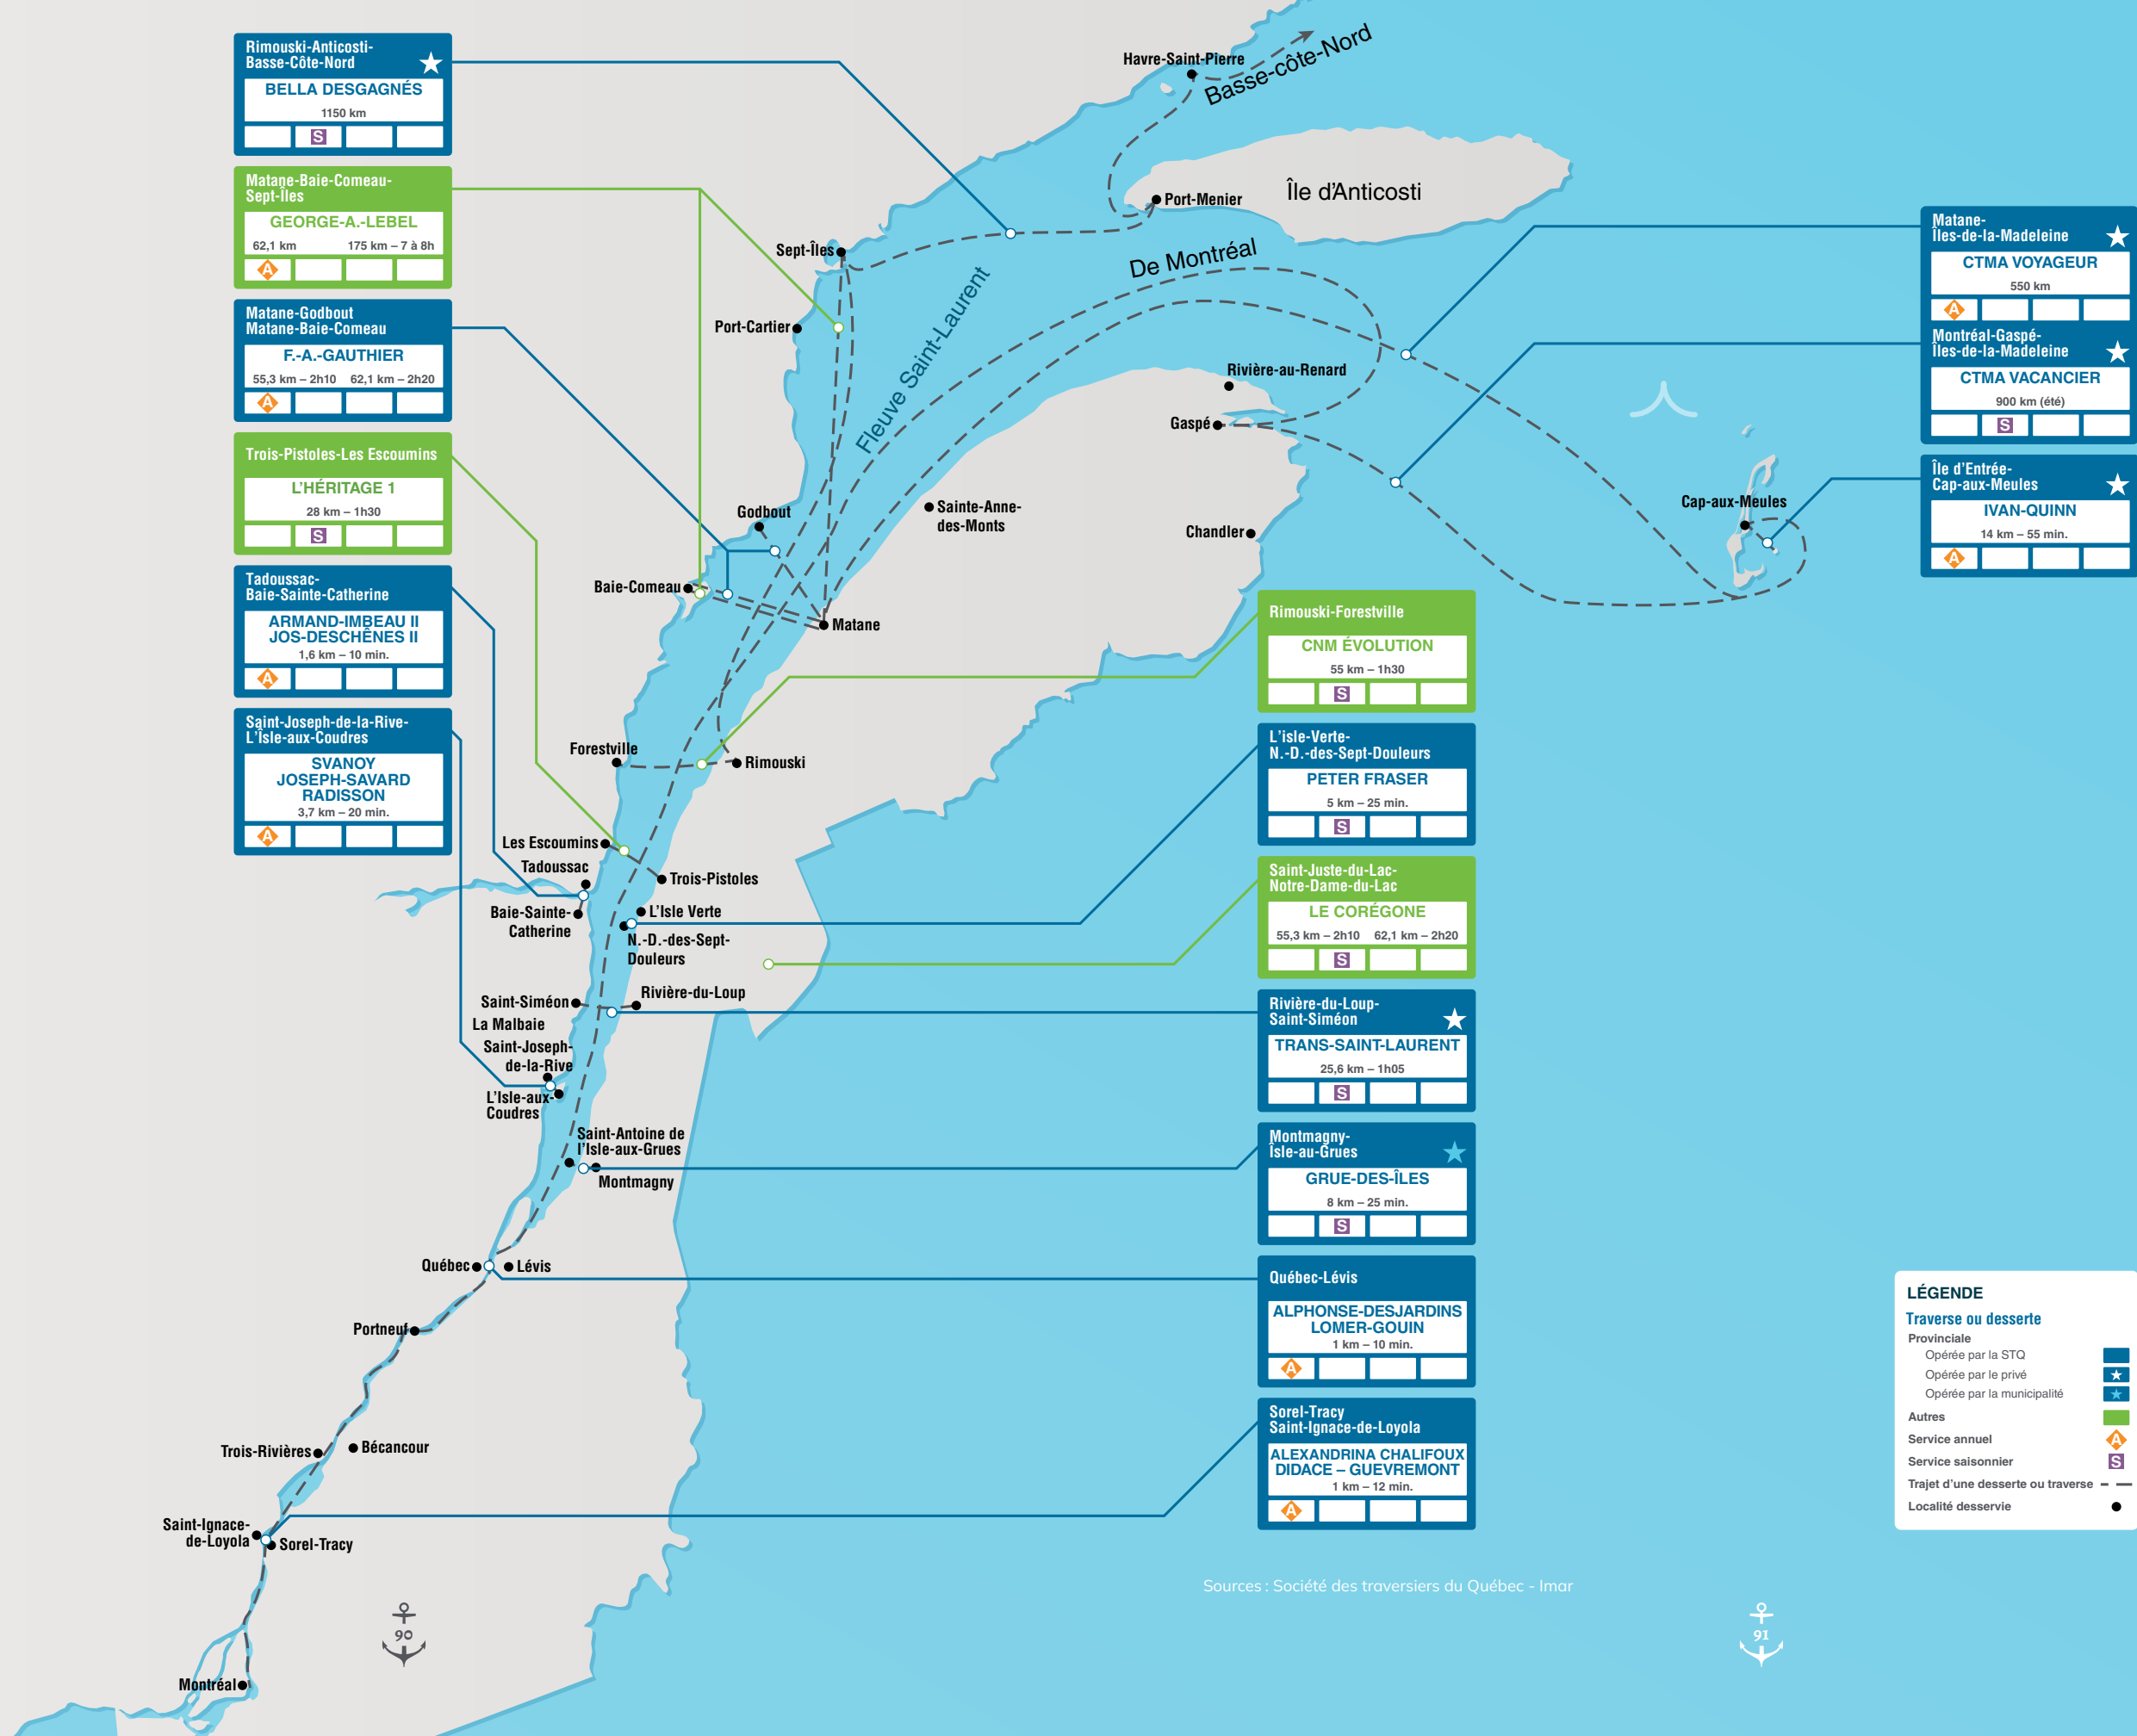 Rimouski-Anticosti-
Basse-Côte-Nord
BELLA DESGAGNÉS
1150 km
S
Matane-Baie-Comeau-
Sept-Îles
GEORGE-A.-LEBEL
62,1 km 175 km – 7 à 8h
A
Matane-Godbout
Matane-Baie-Comeau
F.-A.-GAUTHIER
55,3 km – 2h10 62,1 km – 2h20
A
Trois-Pistoles-Les Escoumins
L'HÉRITAGE 1
28 km – 1h30
S
Tadoussac-
Baie-Sainte-Catherine
ARMAND-IMBEAU II
JOS-DESCHÊNES II
1,6 km – 10 min.
A
Saint-Joseph-de-la-Rive-
L'Isle-aux-Coudres
SVANOY
JOSEPH-SAVARD
RADISSON
3,7 km – 20 min.
A
Havre-Saint-Pierre
Basse-côte-Nord
Port-Menier
Île d'Anticosti
Sept-Îles
De Montréal
Port-Cartier
Fleuve Saint-Laurent
Rivière-au-Renard
Gaspé
Godbout
Sainte-Anne-
des-Monts
Chandler
Cap-aux-Meules
Baie-Comeau
Matane
Forestville
Rimouski
Les Escoumins
Tadoussac
Trois-Pistoles
Baie-Sainte-
Catherine
L'Isle Verte
N.-D.-des-Sept-
Douleurs
Saint-Siméon
Rivière-du-Loup
La Malbaie
Saint-Joseph-
de-la-Rive
L'Isle-aux-
Coudres
Saint-Antoine de
l'Isle-aux-Grues
Montmagny
Québec
Lévis
Portneuf
Trois-Rivières
Bécancour
Saint-Ignace-
de-Loyola
Sorel-Tracy
Montréal
Matane-
Îles-de-la-Madeleine
CTMA VOYAGEUR
550 km
A
Montréal-Gaspé-
Îles-de-la-Madeleine
CTMA VACANCIER
900 km (été)
S
Île d'Entrée-
Cap-aux-Meules
IVAN-QUINN
14 km – 55 min.
A
Rimouski-Forestville
CNM ÉVOLUTION
55 km – 1h30
S
L'isle-Verte-
N.-D.-des-Sept-Douleurs
PETER FRASER
5 km – 25 min.
S
Saint-Juste-du-Lac-
Notre-Dame-du-Lac
LE CORÉGONE
55,3 km – 2h10 62,1 km – 2h20
S
Rivière-du-Loup-
Saint-Siméon
TRANS-SAINT-LAURENT
25,6 km – 1h05
S
Montmagny-
Îsle-au-Grues
GRUE-DES-ÎLES
8 km – 25 min.
S
Québec-Lévis
ALPHONSE-DESJARDINS
LOMER-GOUIN
1 km – 10 min.
A
Sorel-Tracy
Saint-Ignace-de-Loyola
ALEXANDRINA CHALIFOUX
DIDACE – GUEVREMONT
1 km – 12 min.
A
LÉGENDE
Traverse ou desserte
Provinciale
Opérée par la STQ
Opérée par le privé
Opérée par la municipalité
Autres
Service annuel A
Service saisonnier S
Trajet d'une desserte ou traverse
Localité desservie
Sources : Société des traversiers du Québec - Imar
90
91